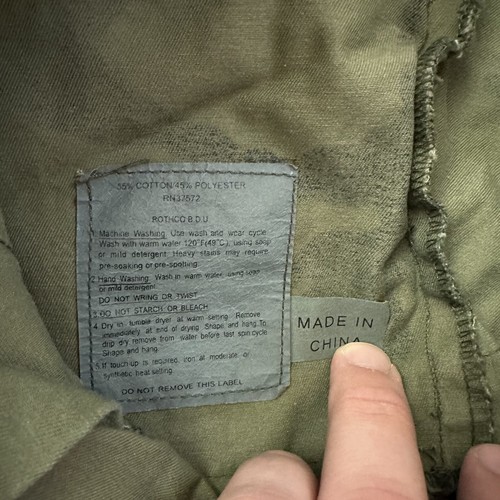 55% COTTON/45% POLYESTER
RN37572
ROTHCO B.D.U.
1. Machine Washing: Use wash and wear cycle.
Wash with warm water 120°F(49°C), using soap
or mild detergent. Heavy stains may require
pre-soaking or pre-spotting.
2. Hand Washing: Wash in warm water, using soap
or mild detergent.
DO NOT WRING OR TWIST
3. DO NOT STARCH OR BLEACH
4. Dry in tumble dryer at warm setting. Remove
immediately at end of drying. Shape and hang. To
drip dry remove from water before last spin cycle.
Shape and hang.
5. If touch-up is required, iron at moderate or
synthetic heat setting.
DO NOT REMOVE THIS LABEL
MADE IN
CHINA